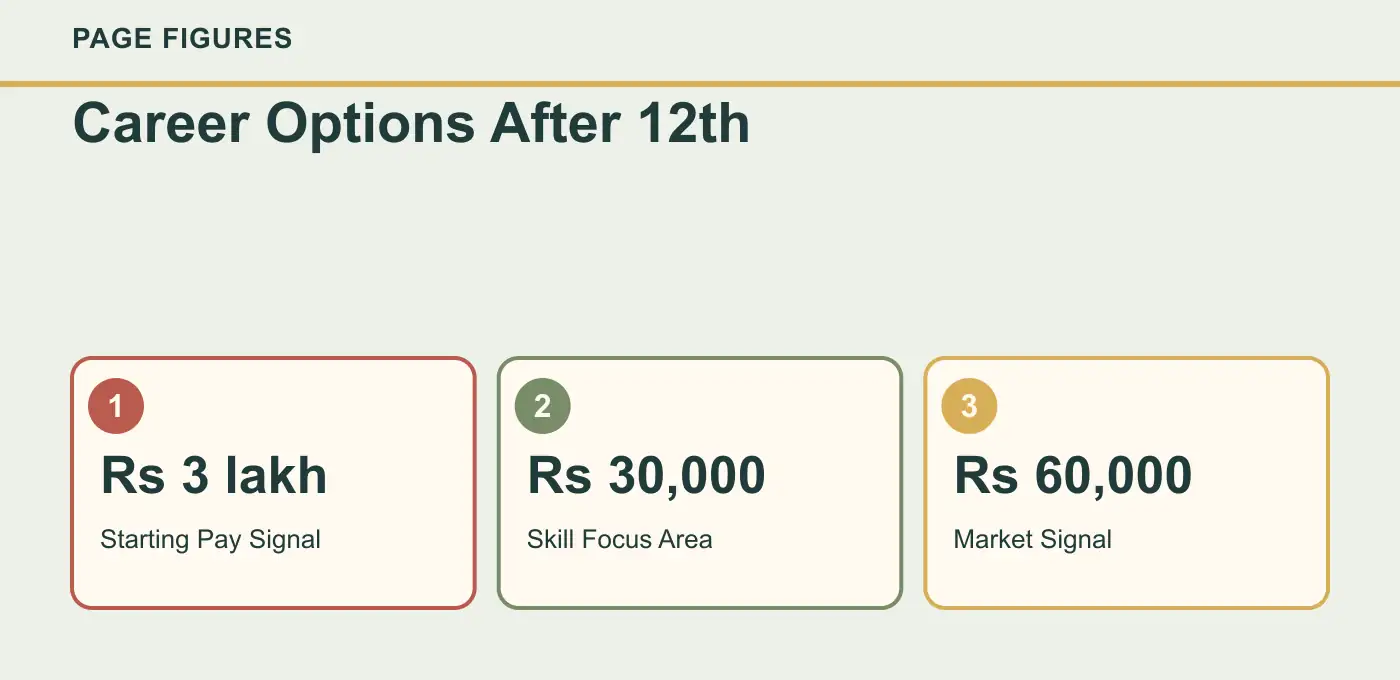 PAGE FIGURES
Career Options After 12th
1
Rs 3 lakh
Starting Pay Signal
2
Rs 30,000
Skill Focus Area
3
Rs 60,000
Market Signal